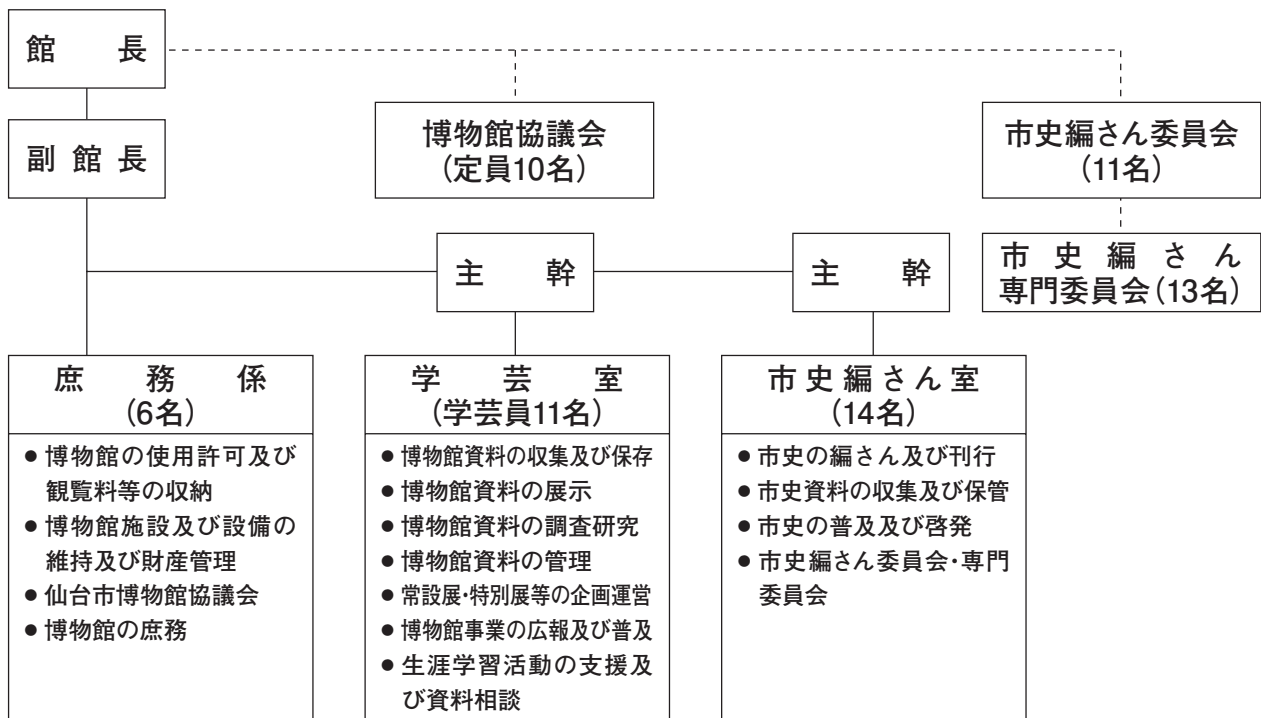 館長
副館長
博物館協議会
(定員10名)
市史編さん委員会
(11名)
市史編さん
専門委員会(13名)
主幹
主幹
庶務係
(6名)
●博物館の使用許可及び
観覧料等の収納
●博物館施設及び設備の
維持及び財産管理
●仙台市博物館協議会
●博物館の庶務
学芸室
(学芸員11名)
●博物館資料の収集及び保存
●博物館資料の展示
●博物館資料の調査研究
●博物館資料の管理
●常設展・特別展等の企画運営
●博物館事業の広報及び普及
●生涯学習活動の支援及
び資料相談
市史編さん室
(14名)
●市史の編さん及び刊行
●市史資料の収集及び保管
●市史の普及及び啓発
●市史編さん委員会・専門
委員会